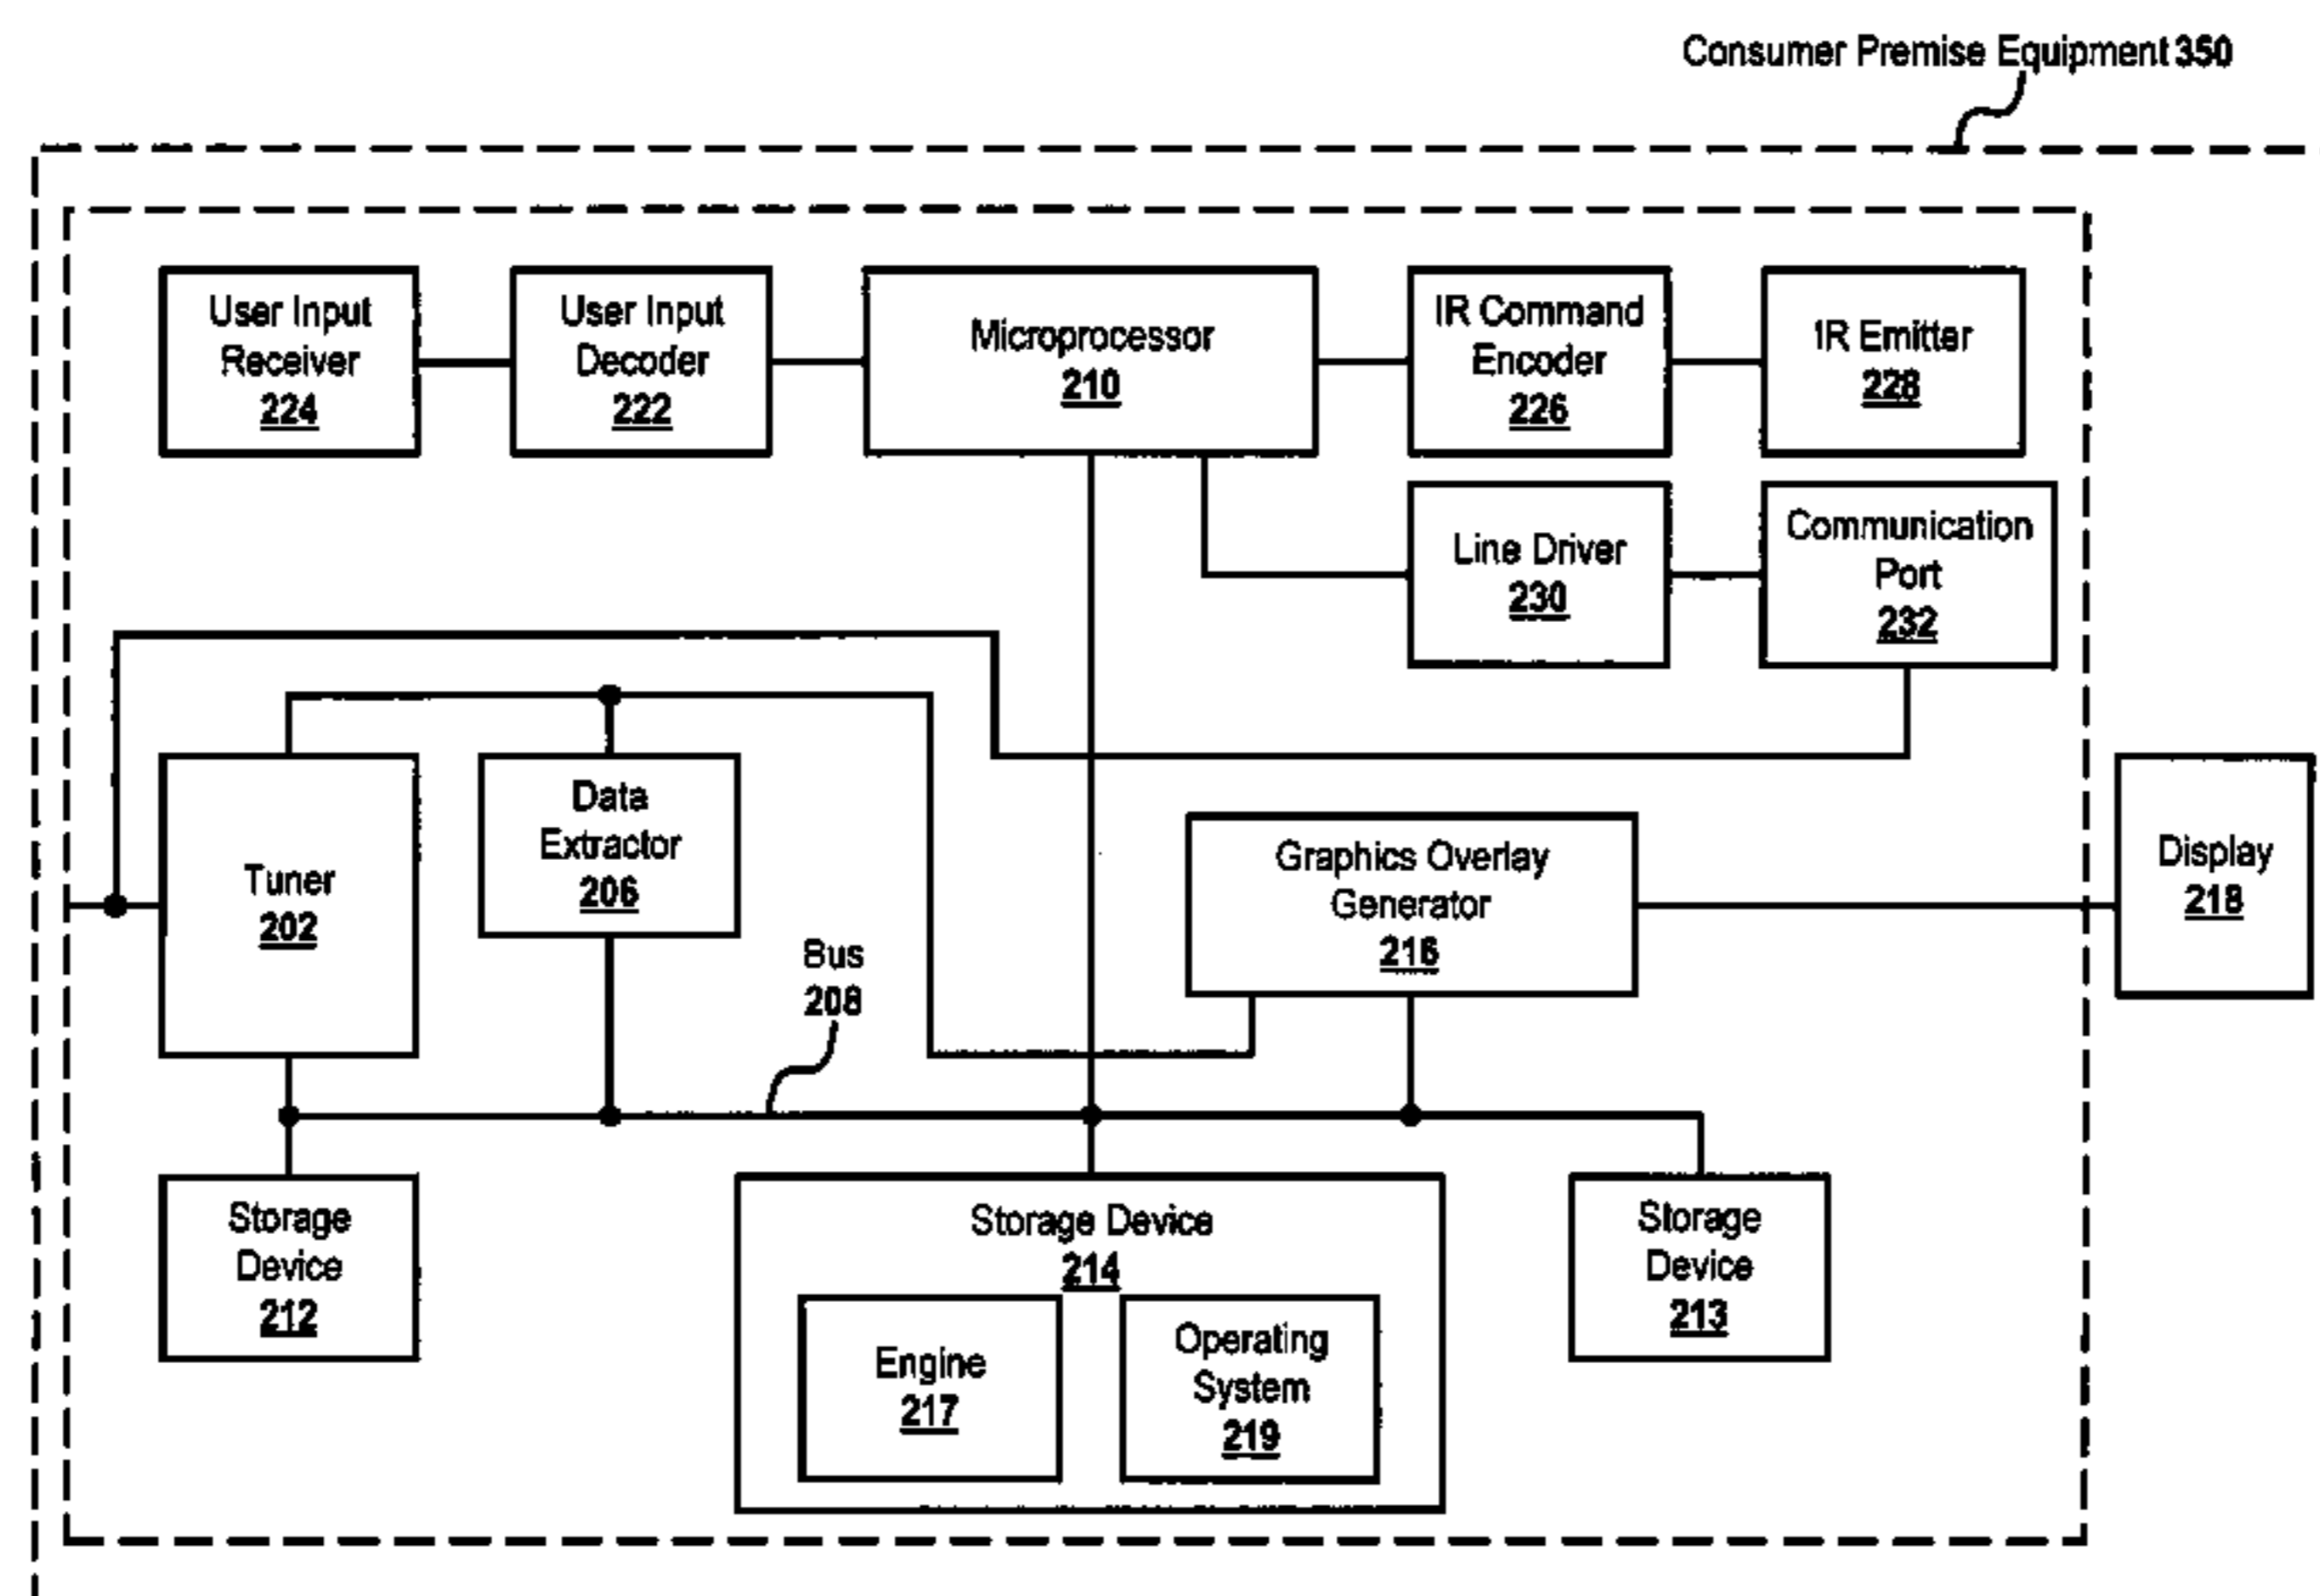 Consumer Premise Equipment 350
User Input
Receiver
224
User Input
Decoder
222
Microprocessor
210
IR Command
Encoder
226
IR Emitter
228
Line Driver
230
Communication
Port
232
Tuner
202
Data
Extractor
206
Bus
208
Graphics Overlay
Generator
216
Display
218
Storage
Device
212
Storage Device
214
Engine
217
Operating
System
219
Storage
Device
213